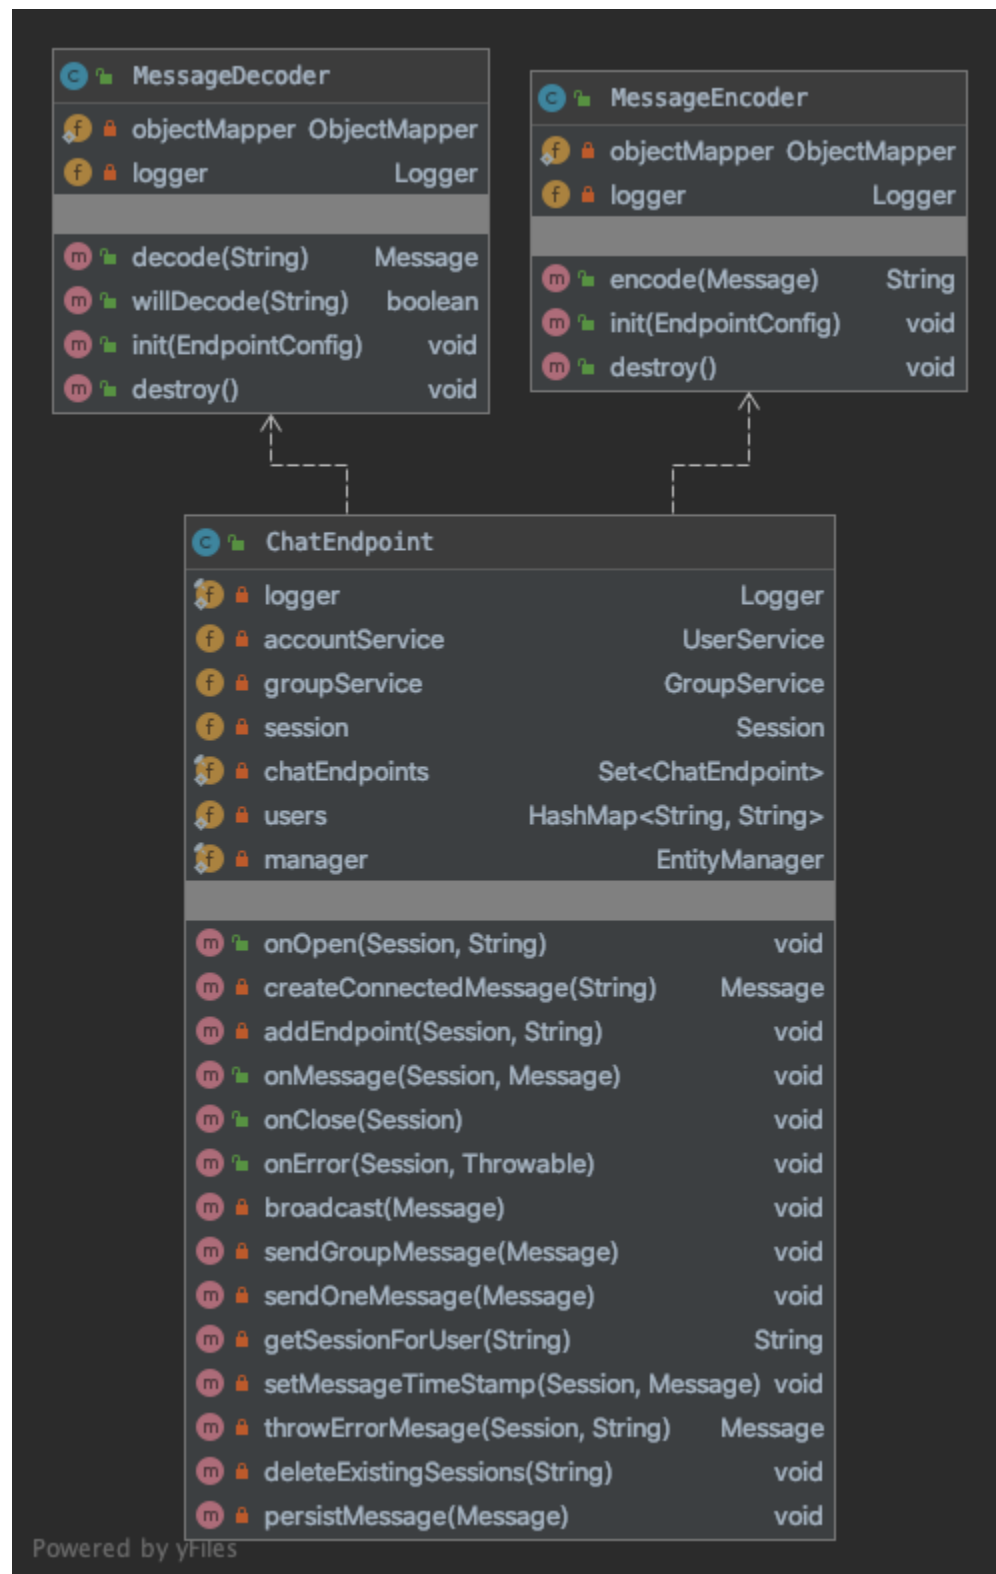 MessageDecoder
objectMapper ObjectMapper
logger Logger
decode(String) Message
willDecode(String) boolean
init(EndpointConfig) void
destroy() void
MessageEncoder
objectMapper ObjectMapper
logger Logger
encode(Message) String
init(EndpointConfig) void
destroy() void
ChatEndpoint
logger Logger
accountService UserService
groupService GroupService
session Session
chatEndpoints Set<ChatEndpoint>
users HashMap<String, String>
manager EntityManager
onOpen(Session, String) void
createConnectedMessage(String) Message
addEndpoint(Session, String) void
onMessage(Session, Message) void
onClose(Session) void
onError(Session, Throwable) void
broadcast(Message) void
sendGroupMessage(Message) void
sendOneMessage(Message) void
getSessionForUser(String) String
setMessageTimeStamp(Session, Message) void
throwErrorMesage(Session, String) Message
deleteExistingSessions(String) void
persistMessage(Message) void
Powered by yFiles